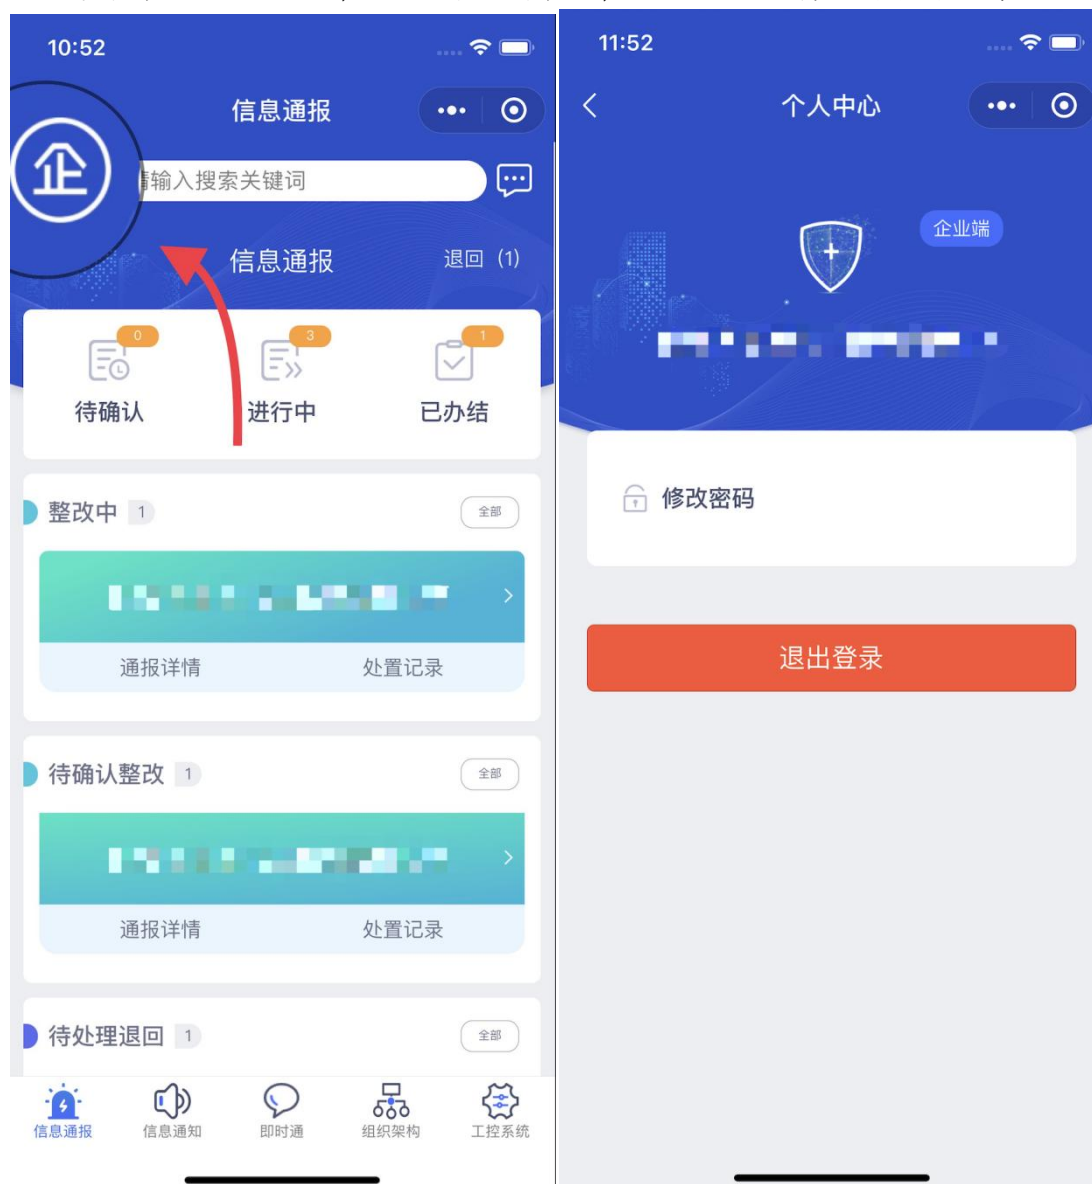 10:52
信息通报
企
输入搜索关键词
信息通报
退回 (1)
0
3
1
待确认
进行中
已办结
整改中 1
全部
通报详情
处置记录
待确认整改 1
全部
通报详情
处置记录
待处理退回 1
全部
信息通报
信息通知
即时通
组织架构
工控系统
11:52
个人中心
企业端
修改密码
退出登录